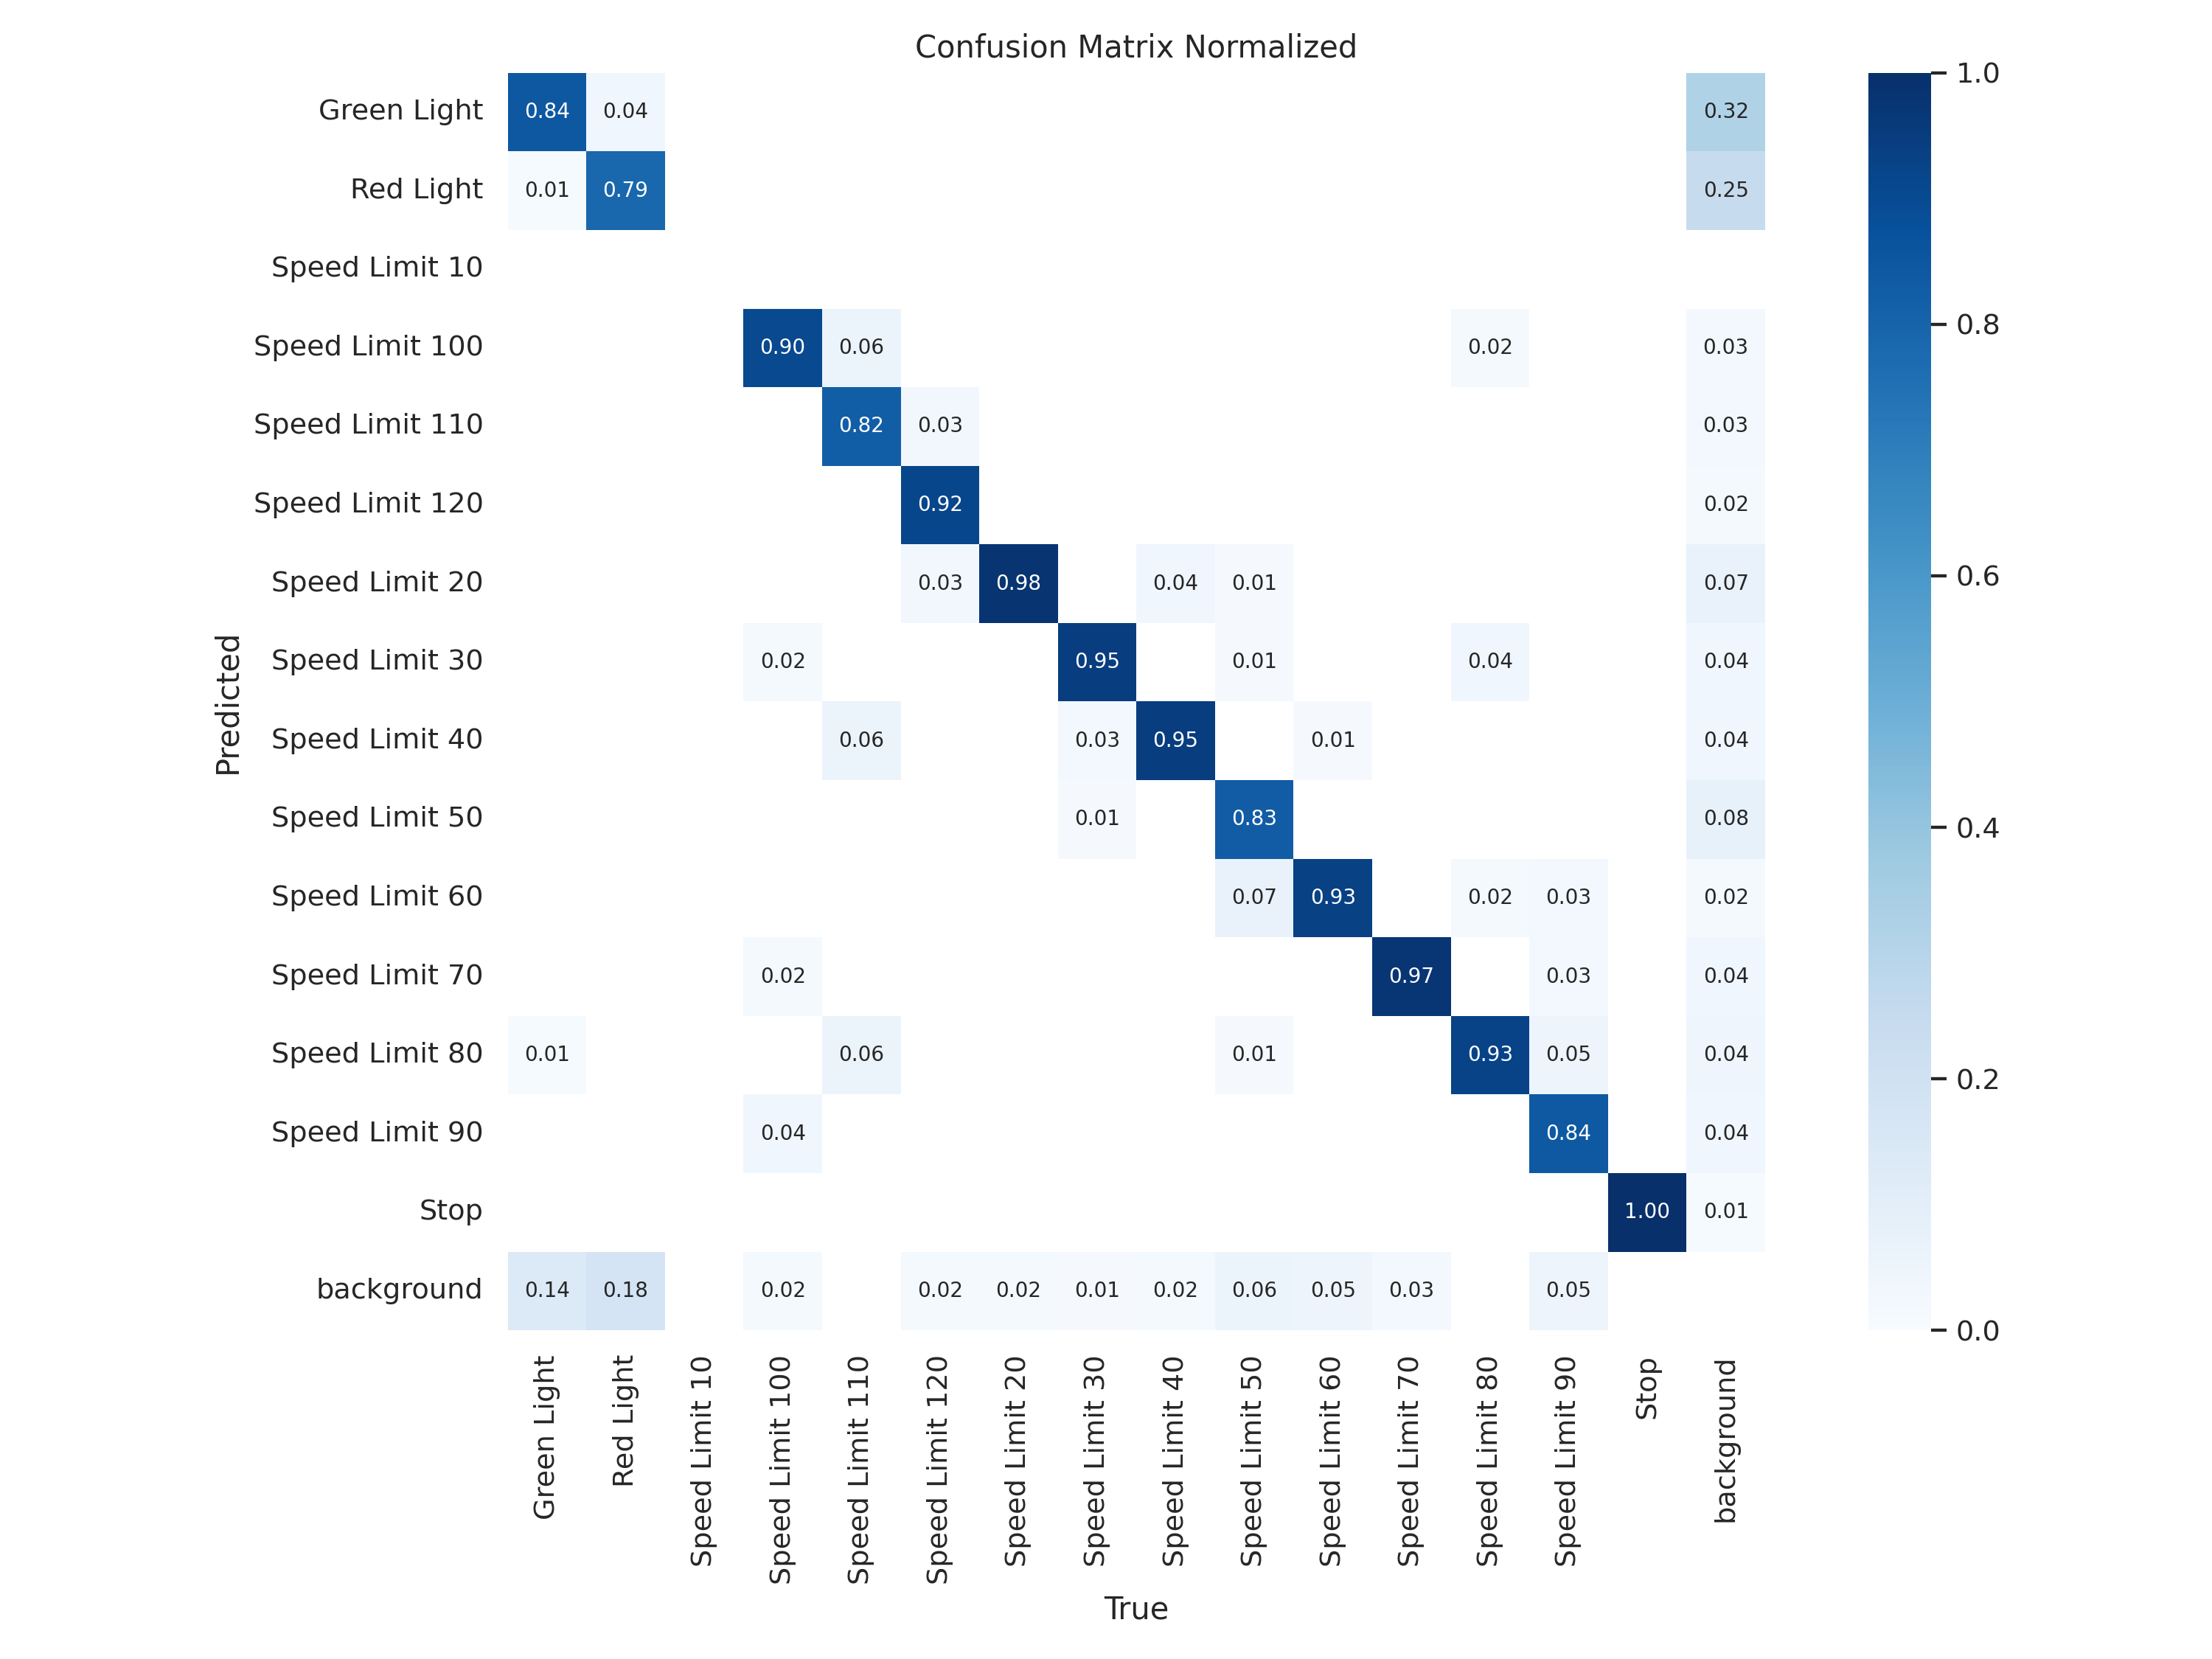 Confusion Matrix Normalized
Green Light 0.84 0.04 0.32
Red Light 0.01 0.79 0.25
Speed Limit 10
Speed Limit 100 0.90 0.06 0.02 0.03
Speed Limit 110 0.82 0.03 0.03
Speed Limit 120 0.92 0.02
Speed Limit 20 0.03 0.98 0.04 0.01 0.07
Speed Limit 30 0.02 0.95 0.01 0.04 0.04
Speed Limit 40 0.06 0.03 0.95 0.01 0.04
Speed Limit 50 0.01 0.83 0.08
Speed Limit 60 0.07 0.93 0.02 0.03 0.02
Speed Limit 70 0.02 0.97 0.03 0.04
Speed Limit 80 0.01 0.06 0.01 0.93 0.05 0.04
Speed Limit 90 0.04 0.84 0.04
Stop 1.00 0.01
background 0.14 0.18 0.02 0.02 0.02 0.01 0.02 0.06 0.05 0.03 0.05
Predicted
Green Light
Red Light
Speed Limit 10
Speed Limit 100
Speed Limit 110
Speed Limit 120
Speed Limit 20
Speed Limit 30
Speed Limit 40
Speed Limit 50
Speed Limit 60
Speed Limit 70
Speed Limit 80
Speed Limit 90
Stop
background
True
1.0
0.8
0.6
0.4
0.2
0.0